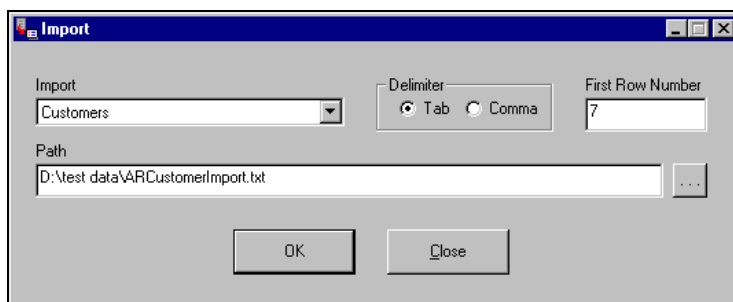 Import
Import
Delimiter
First Row Number
Customers
Tab
Comma
7
Path
D:\test data\ARCustomerImport.txt
...
OK
Close